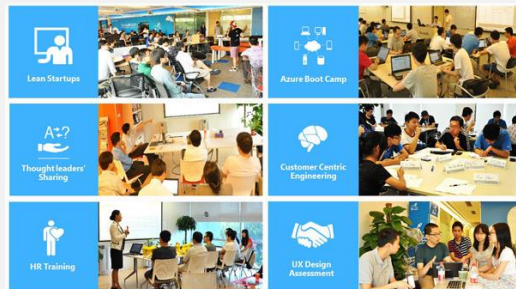 Lean Startups
Azure Boot Camp
A
?
Thought leaders'
Sharing
Customer Centric
Engineering
HR Training
UX Design
Assessment